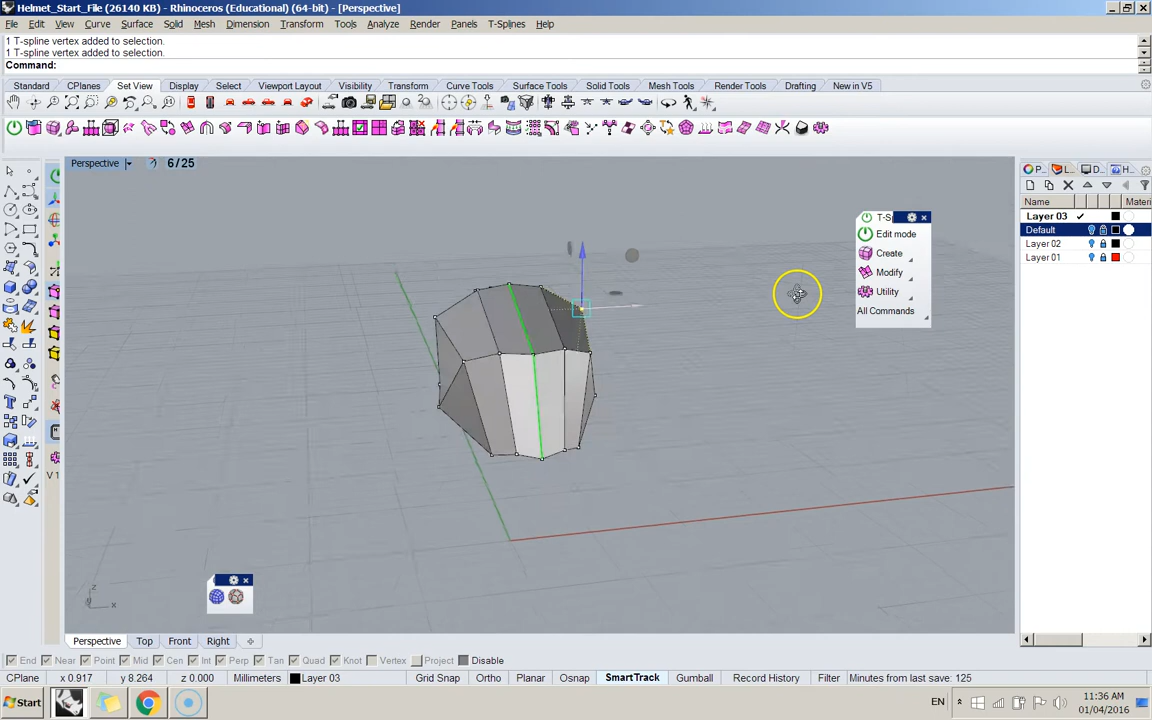 Helmet_Start_File (26140 KB) - Rhinoceros (Educational) (64-bit) - [Perspective]
File Edit View Curve Surface Solid Mesh Dimension Transform Tools Analyze Render Panels T-Splines Help
1 T-spline vertex added to selection.
1 T-spline vertex added to selection.
Command:
Standard CPlanes Set View Display Select Viewport Layout Visibility Transform Curve Tools Surface Tools Solid Tools Mesh Tools Render Tools Drafting New in V5
Perspective 6/25
Name Materi
Layer 03
Default
Layer 02
Layer 01
T-S
Edit mode
Create
Modify
Utility
All Commands
V 1
z
x
Perspective Top Front Right
End Near Point Mid Cen Int Perp Tan Quad Knot Vertex Project Disable
CPlane x 0.917 y 8.264 z 0.000 Millimeters Layer 03 Grid Snap Ortho Planar Osnap SmartTrack Gumball Record History Filter Minutes from last save: 125
Start EN 11:36 AM
01/04/2016